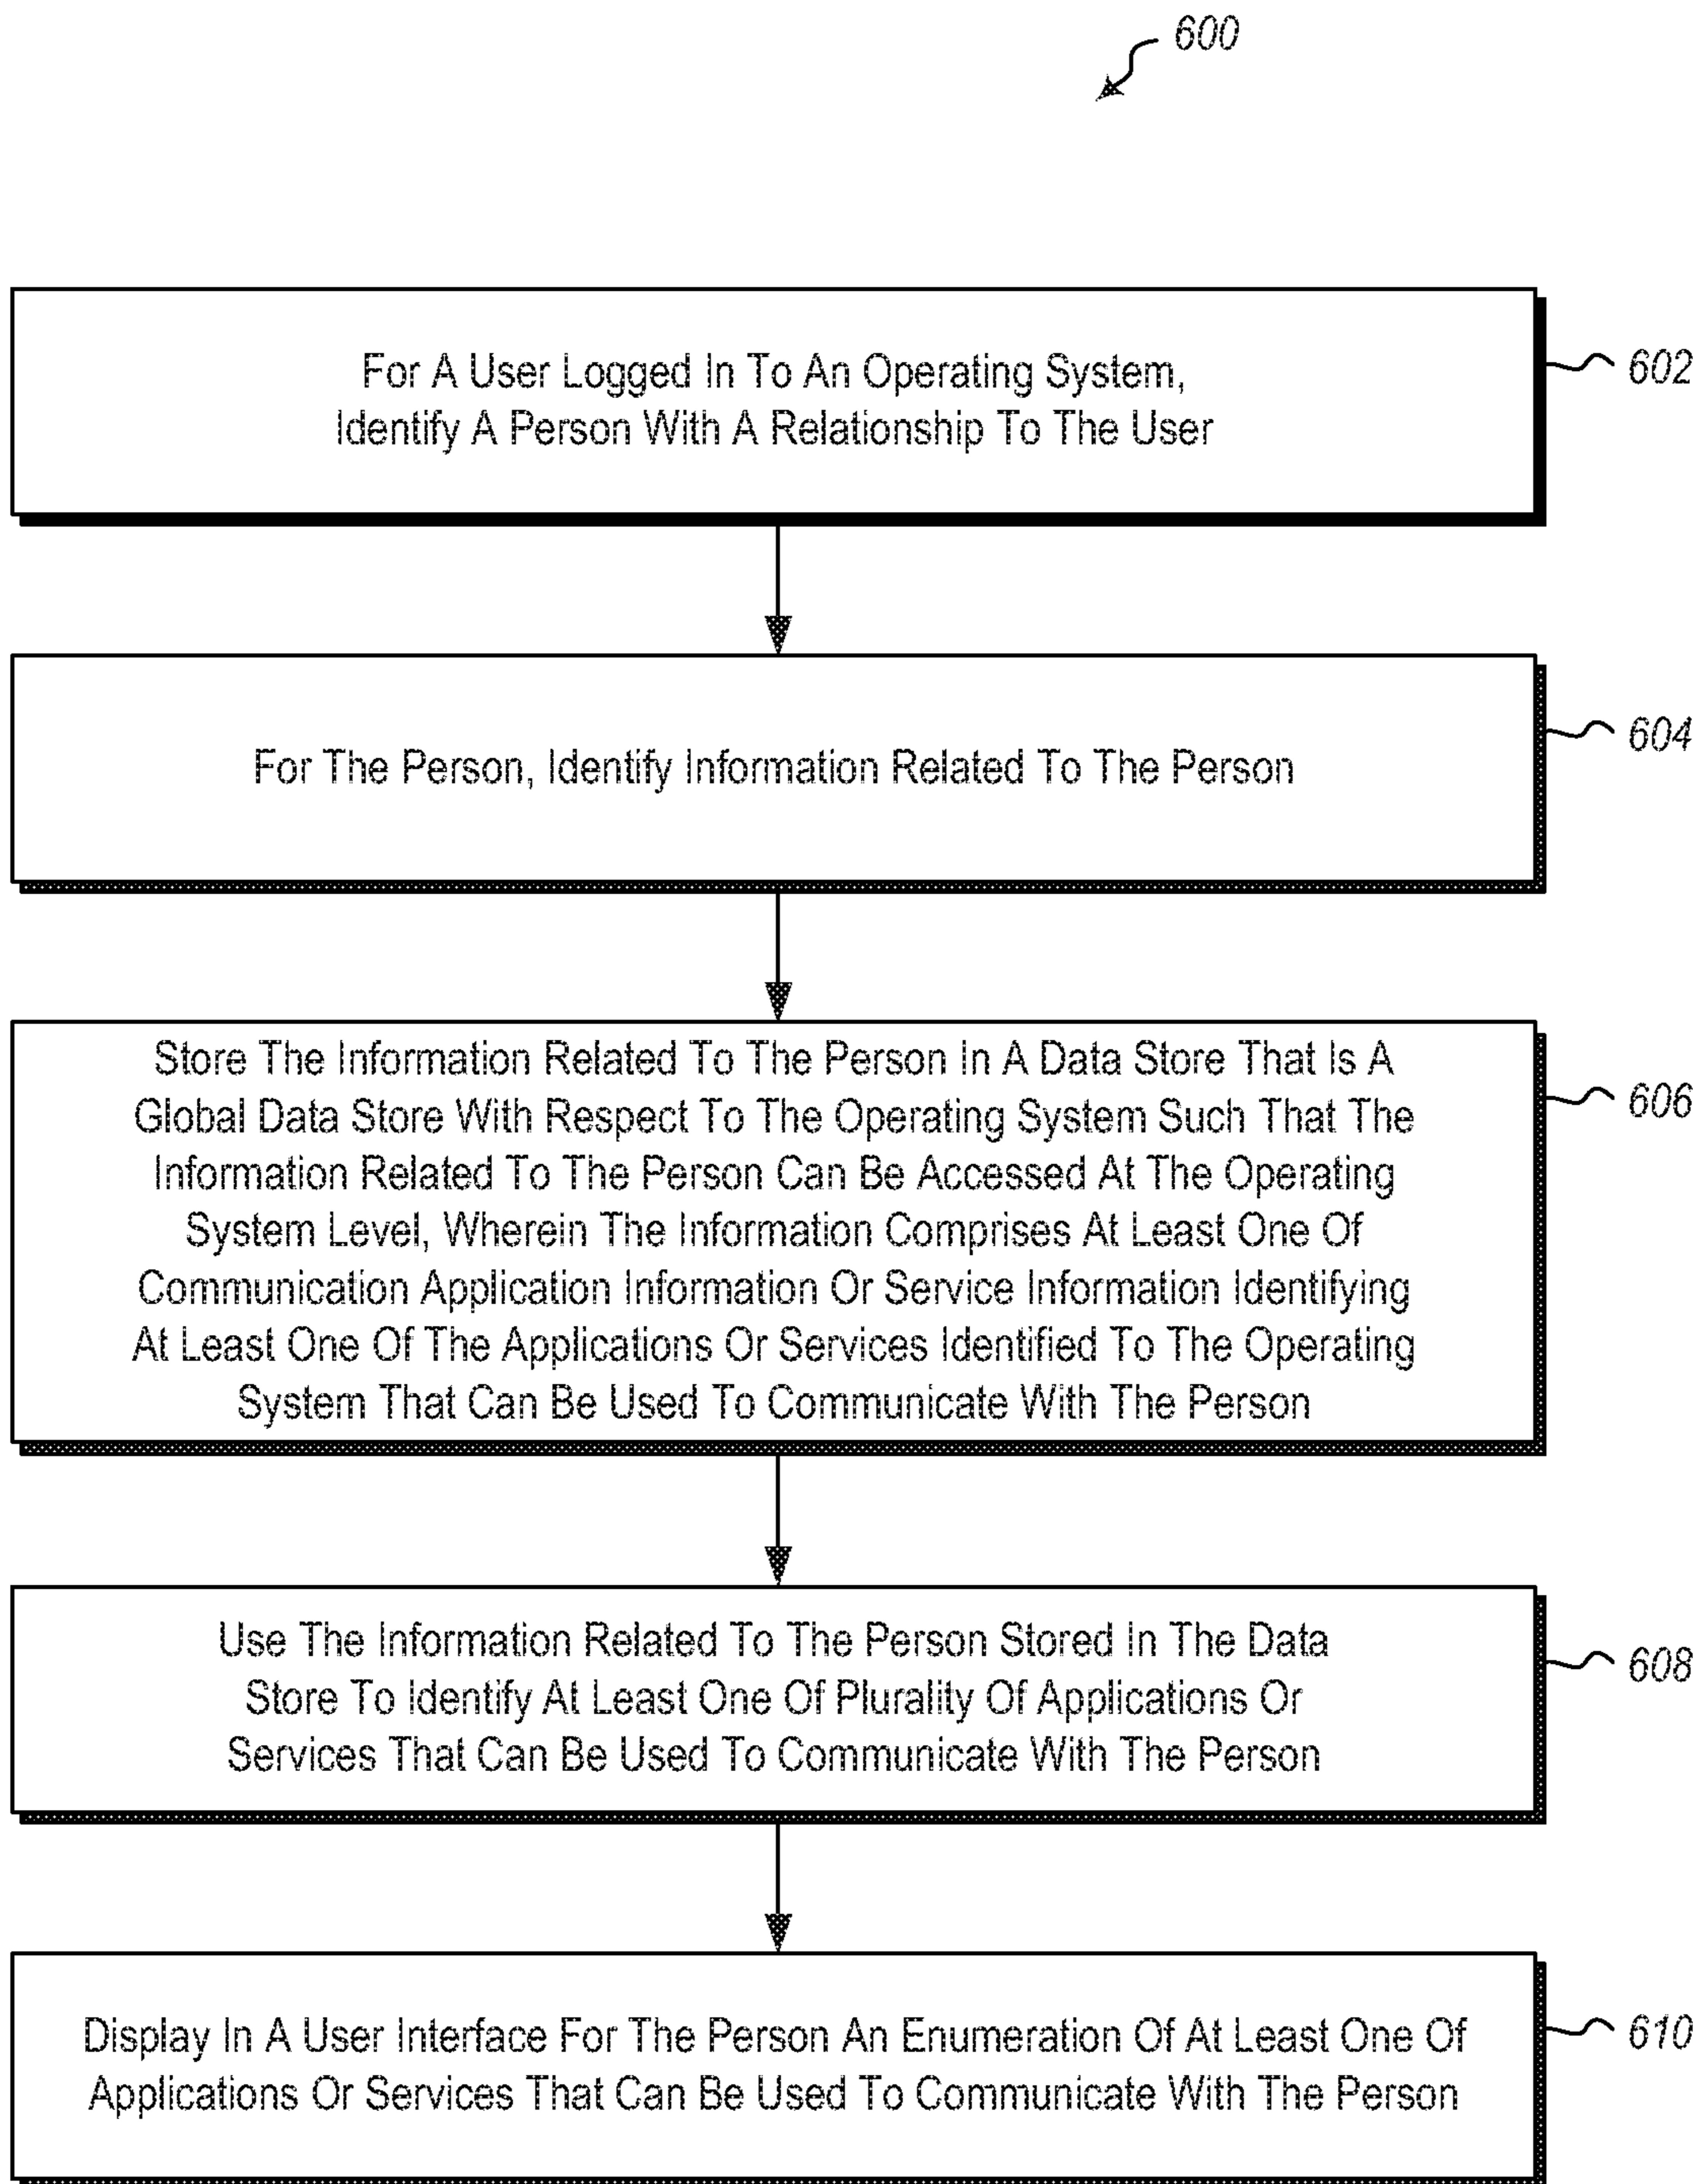 600
For A User Logged In To An Operating System,
Identify A Person With A Relationship To The User
602
For The Person, Identify Information Related To The Person
604
Store The Information Related To The Person In A Data Store That Is A
Global Data Store With Respect To The Operating System Such That The
Information Related To The Person Can Be Accessed At The Operating
System Level, Wherein The Information Comprises At Least One Of
Communication Application Information Or Service Information Identifying
At Least One Of The Applications Or Services Identified To The Operating
System That Can Be Used To Communicate With The Person
606
Use The Information Related To The Person Stored In The Data
Store To Identify At Least One Of Plurality Of Applications Or
Services That Can Be Used To Communicate With The Person
608
Display In A User Interface For The Person An Enumeration Of At Least One Of
Applications Or Services That Can Be Used To Communicate With The Person
610